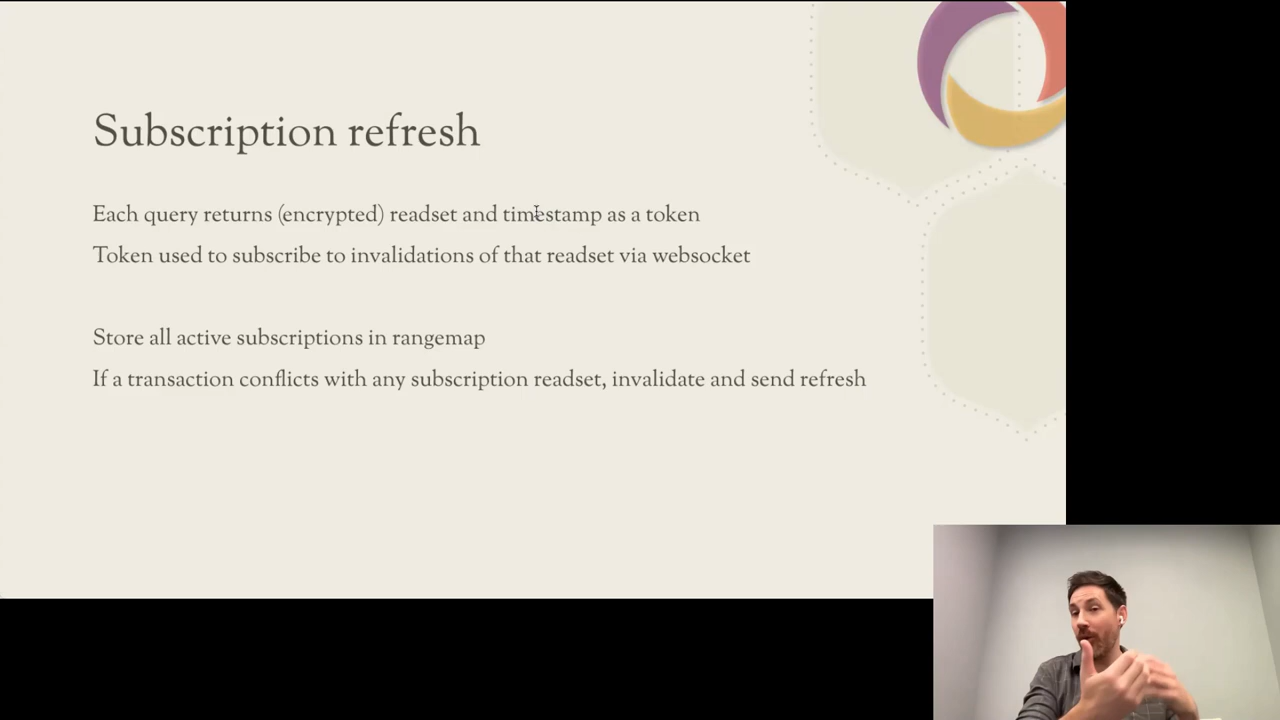 Subscription refresh
Each query returns (encrypted) readset and timestamp as a token
Token used to subscribe to invalidations of that readset via websocket
Store all active subscriptions in rangemap
If a transaction conflicts with any subscription readset, invalidate and send refresh